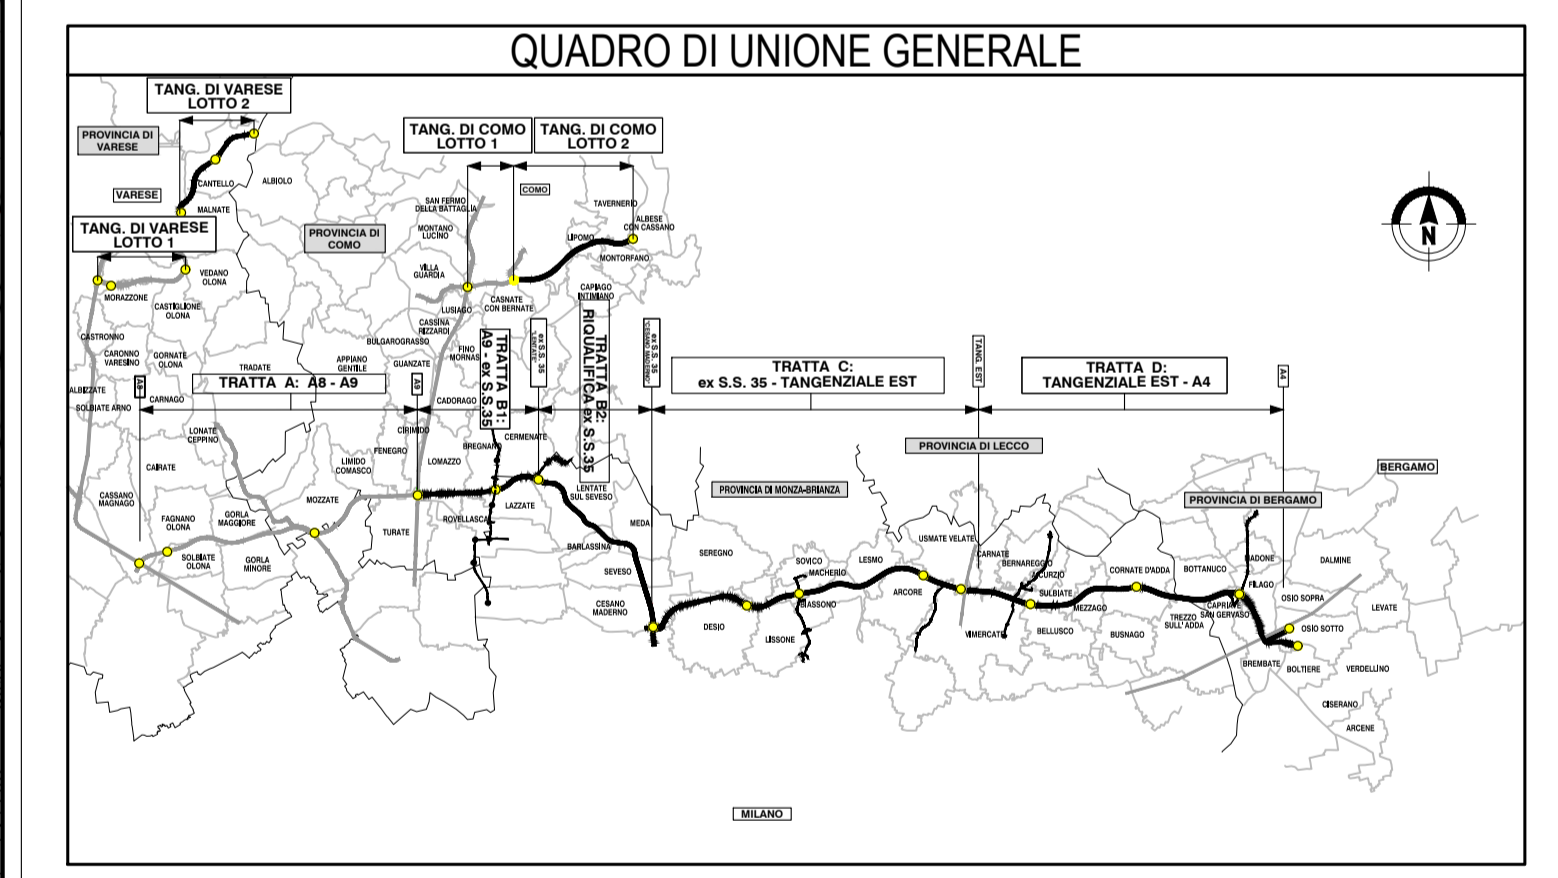 QUADRO DI UNIONE GENERALE
TANG. DI VARESE
LOTTO 2
PROVINCIA DI
VARESE
VARESE
CANTELLO
ALBIOLO
MALNATE
TANG. DI VARESE
LOTTO 1
TANG. DI COMO
LOTTO 1
TANG. DI COMO
LOTTO 2
COMO
PROVINCIA DI
COMO
SAN FERMO
DELLA BATTAGLIA
MONTANO
LUCINO
VILLA
GUARDIA
TAVERNERIO
ALBESE
CON CASSANO
LIPOMO
MONTORFANO
CAPIAGO
INTIMIANO
CASNATE
CON BERNATE
LUSIAGO
CASSINA
RIZZARDI
BULGAROGRASSO
FINO
MORNAS
GUANZATE
APPIANO
GENTILE
VEDANO
OLONA
MORAZZONE
CASTIGLIONE
OLONA
CASTRONNO
CARONNO
VARESINO
GORNATE
OLONA
TRADATE
ALBIZZATE
SOLBIATE ARNO
CARNAGO
A8
TRATTA A: A8 - A9
A9
CADORAGO
CIRIMIDO
TRATTA B1:
A9 - ex S.S.35
ex S.S. 35
"LENTATE"
TRATTA B2:
RIQUALIFICA ex S.S.35
ex S.S. 35
"CESANO MADERNO"
TRATTA C:
ex S.S. 35 - TANGENZIALE EST
TANG. EST
TRATTA D:
TANGENZIALE EST - A4
A4
N
LONATE
CEPPINO
CAIRATE
CASSANO
MAGNAGO
FAGNANO
OLONA
GORLA
MAGGIORE
SOLBIATE
OLONA
GORLA
MINORE
LIMIDO
COMASCO
FENEGRO
MOZZATE
LOMAZZO
BREGNANO
CERMENATE
TURATE
ROVELLASCA
LAZZATE
LENTATE
SUL SEVESO
MEDA
BARLASSINA
SEVESO
CESANO
MADERNO
PROVINCIA DI MONZA-BRIANZA
PROVINCIA DI LECCO
PROVINCIA DI BERGAMO
BERGAMO
SEREGNO
DESIO
LISSONE
SOVICO
MACHERIO
BIASSONO
LESMO
ARCORE
USMATE VELATE
CARNATE
BERNAREGGIO
VIMERCATE
SULBIATE
MEZZAGO
BELLUSCO
CORNATE D'ADDA
BUSNAGO
BOTTANUCO
TREZZO
SULL' ADDA
CAPRIATE
SAN GERVASO
MADONE
FILAGO
DALMINE
OSIO SOPRA
LEVATE
OSIO SOTTO
BREMBATE
BOLTIERE
VERDELLINO
CISERANO
ARCENE
MILANO